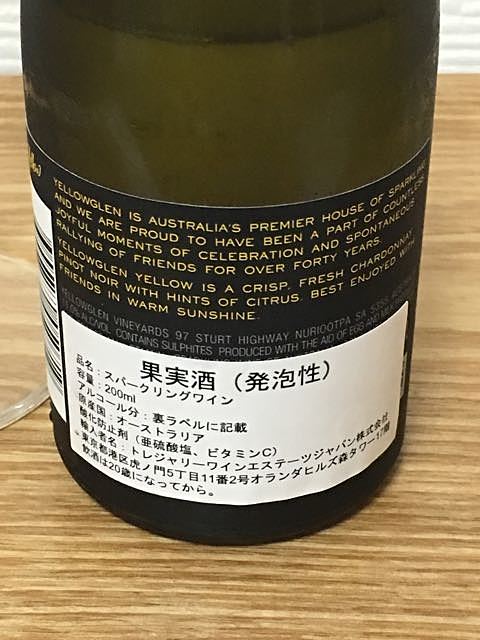 YELLOWGLEN IS AUSTRALIA'S PREMIER HOUSE OF SPARKLING
AND WE ARE PROUD TO HAVE BEEN A PART OF COUNTLESS
JOYFUL MOMENTS OF CELEBRATION AND SPONTANEOUS
RALLYING OF FRIENDS FOR OVER FORTY YEARS.
YELLOWGLEN YELLOW IS A CRISP, FRESH CHARDONNAY
PINOT NOIR WITH HINTS OF CITRUS. BEST ENJOYED WITH
FRIENDS IN WARM SUNSHINE.
YELLOWGLEN VINEYARDS 97 STURT HIGHWAY NURIOOTPA SA 5355
ALC/VOL. CONTAINS SULPHITES PRODUCED WITH THE AID OF EGG AND
果実酒（発泡性）
品名：スパークリングワイン
容量：200ml
アルコール分：裏ラベルに記載
原産国：オーストラリア
酸化防止剤（亜硫酸塩、ビタミンC）
輸入者名：トレジャリーワインエステーツジャパン株式会社
東京都港区虎ノ門5丁目11番2号オランダヒルズ森タワー17階
飲酒は20歳になってから。